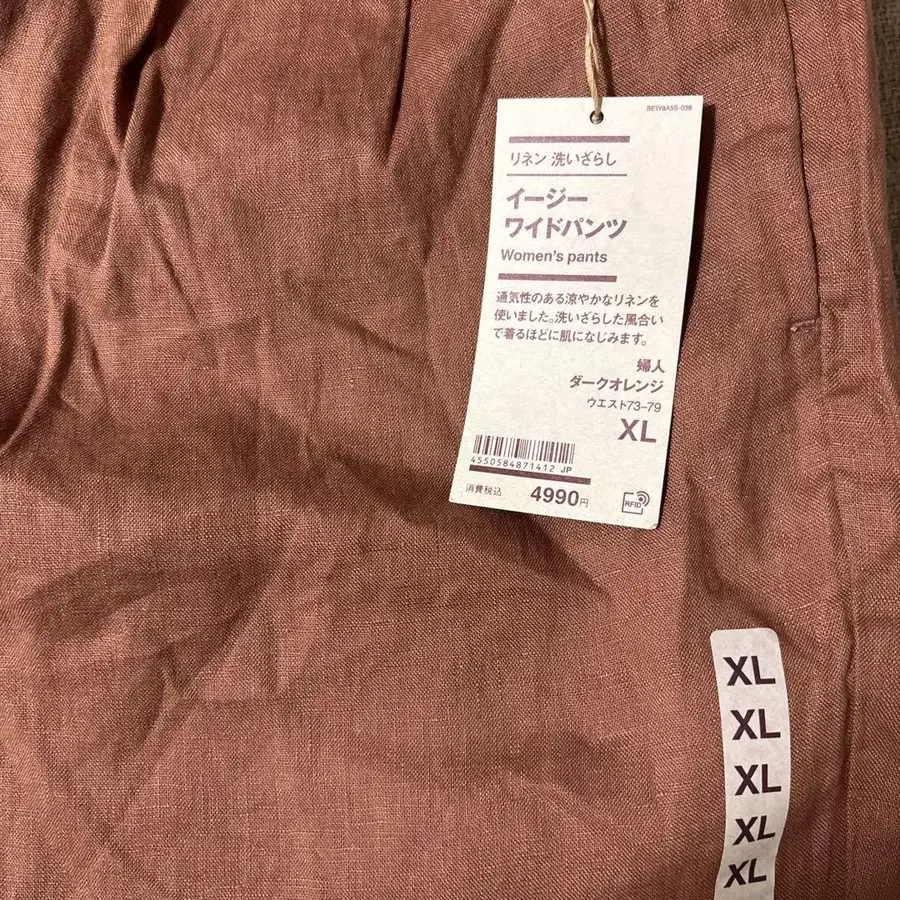 BE1Y8A5S-038
リネン 洗いざらし
イージー
ワイドパンツ
Women's pants
通気性のある涼やかなリネンを
使いました。洗いざらした風合い
で着るほどに肌になじみます。
婦人
ダークオレンジ
ウエスト73-79
XL
4550584871412 JP
消費税込 4990円
RFID
XL
XL
XL
XL
XL